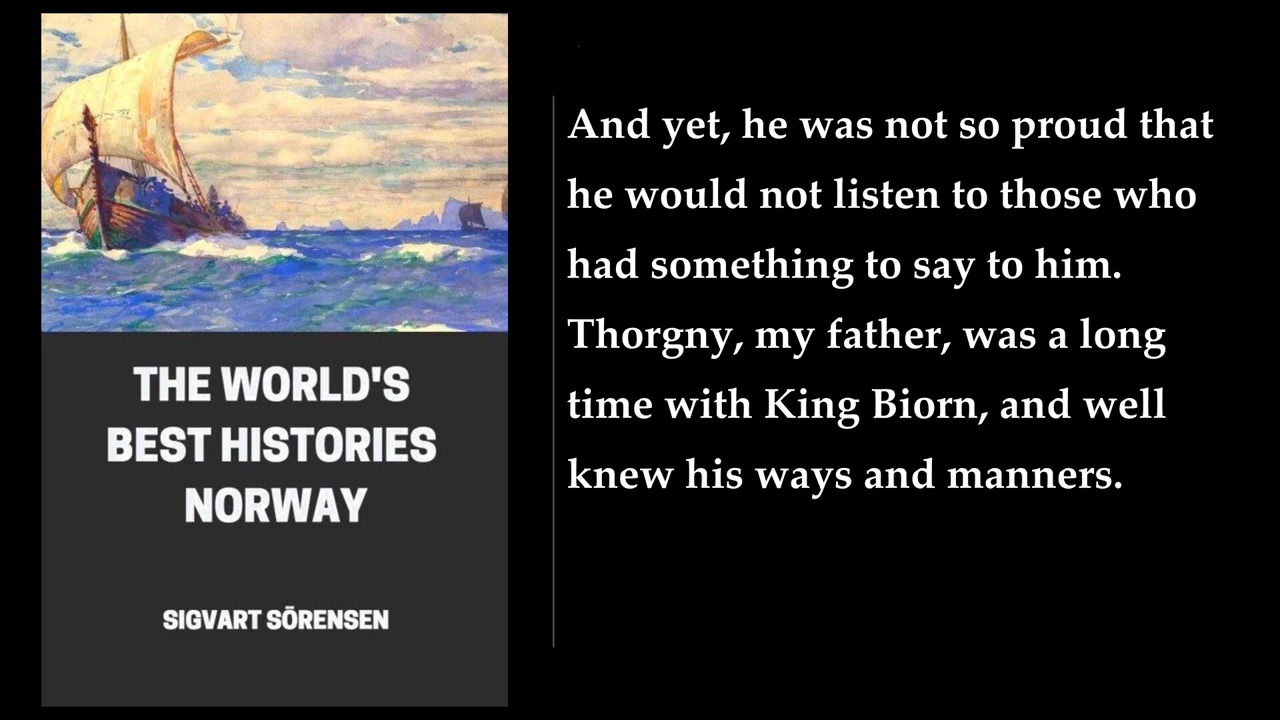 THE WORLD'S
BEST HISTORIES
NORWAY
SIGVART SÖRENSEN
And yet, he was not so proud that
he would not listen to those who
had something to say to him.
Thorgny, my father, was a long
time with King Biorn, and well
knew his ways and manners.